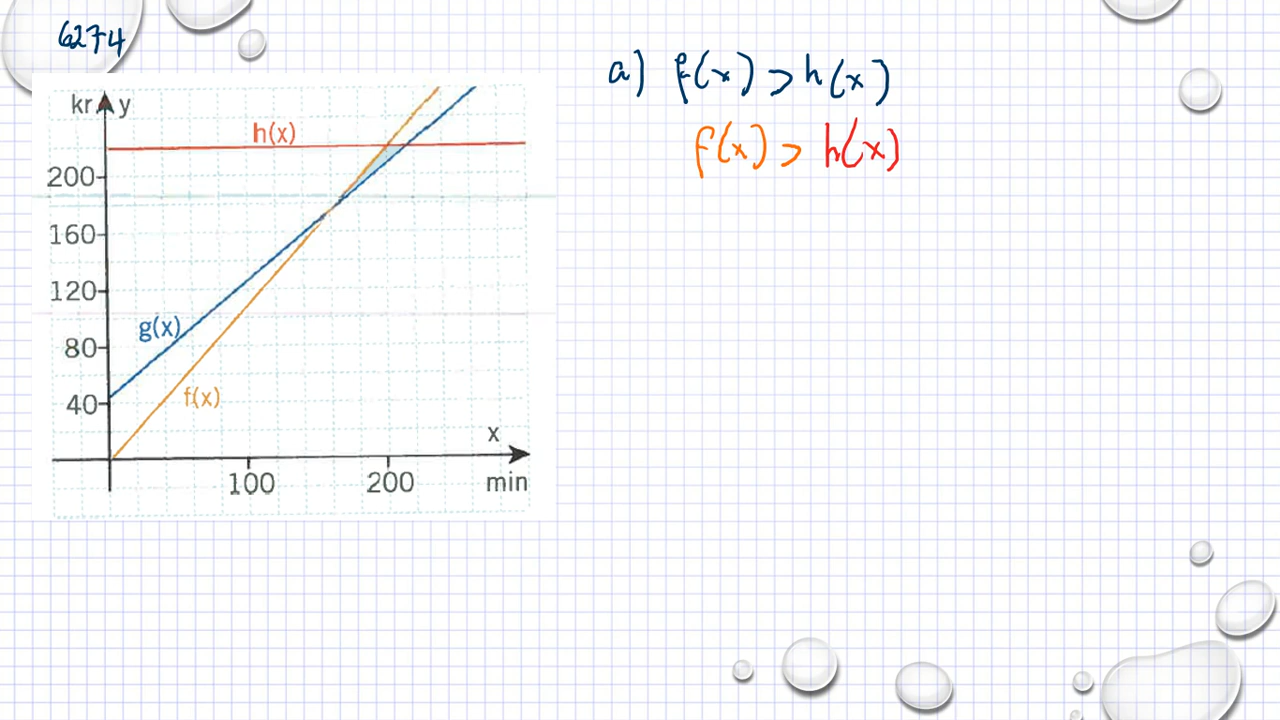 6274
a) f(x) > h(x)
f(x) > h(x)
kr y
h(x)
200
160
120
g(x)
80
f(x)
40
x
100 200 min